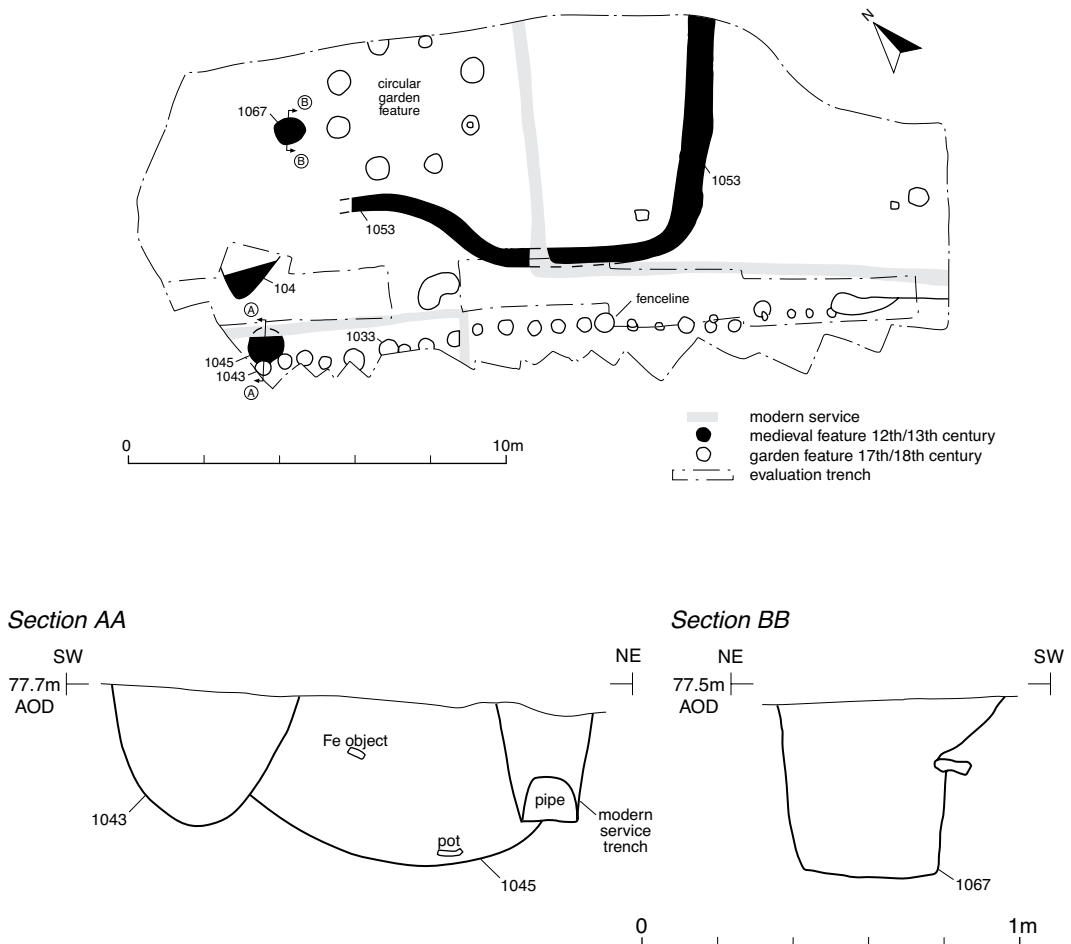 N
circular
garden
feature
1067
B
B
1053
1053
104
A
fenceline
1033
1045
1043
A
modern service
medieval feature 12th/13th century
garden feature 17th/18th century
evaluation trench
0
10m
Section AA
SW
NE
77.7m
AOD
Fe object
pipe
1043
modern
service
trench
pot
1045
Section BB
NE
SW
77.5m
AOD
1067
0
1m